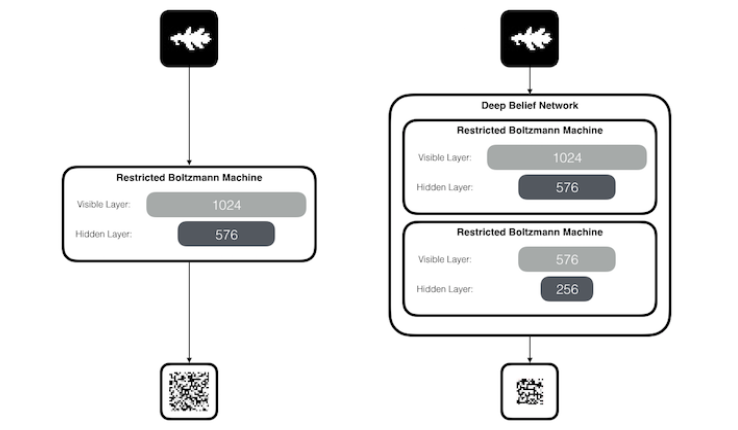 Restricted Boltzmann Machine
Visible Layer: 1024
Hidden Layer: 576
Deep Belief Network
Restricted Boltzmann Machine
Visible Layer: 1024
Hidden Layer: 576
Restricted Boltzmann Machine
Visible Layer: 576
Hidden Layer: 256